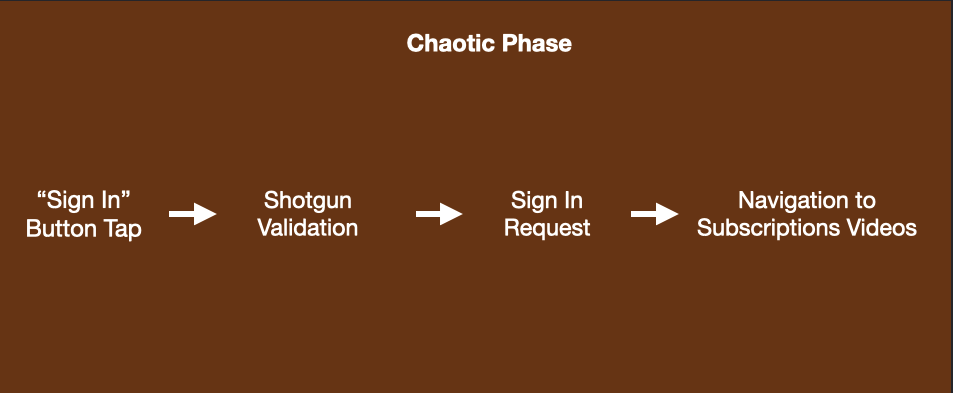 Chaotic Phase
“Sign In”
Button Tap
Shotgun
Validation
Sign In
Request
Navigation to
Subscriptions Videos